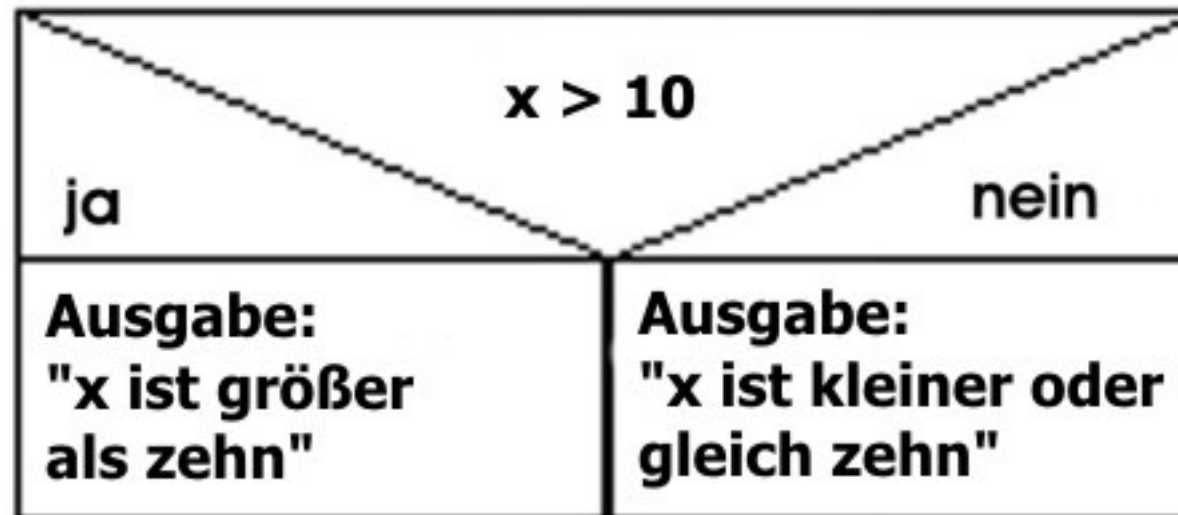 x > 10
ja
nein
Ausgabe:
"x ist größer
als zehn"
Ausgabe:
"x ist kleiner oder
gleich zehn"